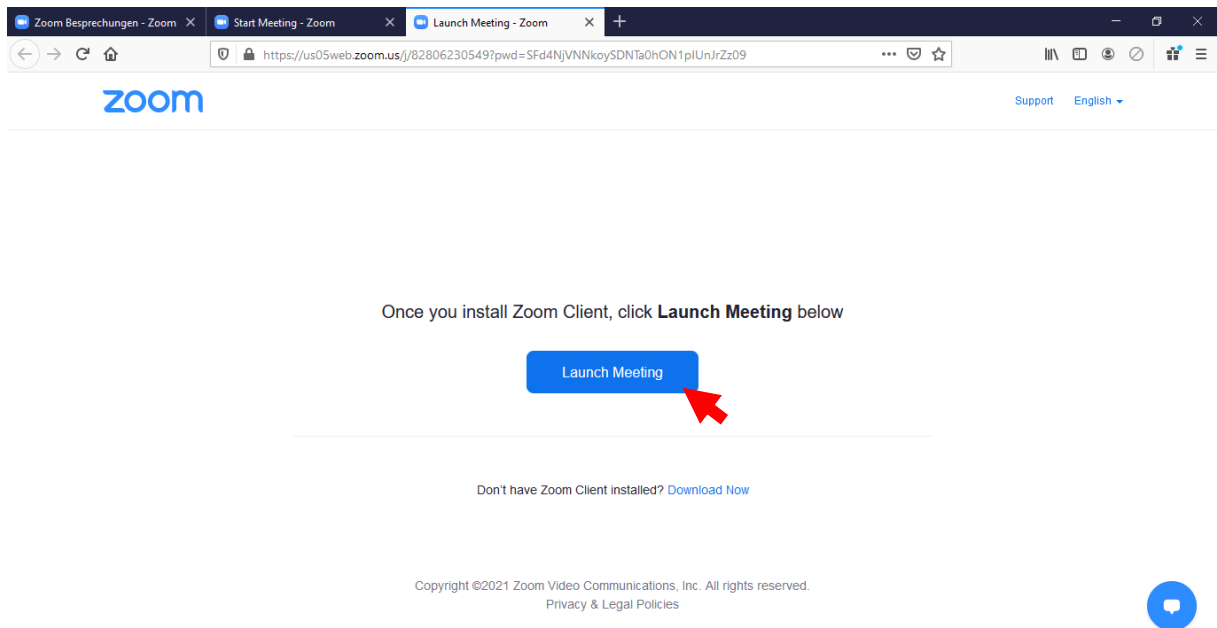 Zoom Besprechungen - Zoom
Start Meeting - Zoom
Launch Meeting - Zoom
https://us05web.zoom.us/j/82806230549?pwd=SFd4NjVNNkoySDNTa0hON1pIUnJrZz09
zoom
Support English
Once you install Zoom Client, click Launch Meeting below
Launch Meeting
Don't have Zoom Client installed? Download Now
Copyright ©2021 Zoom Video Communications, Inc. All rights reserved.
Privacy & Legal Policies